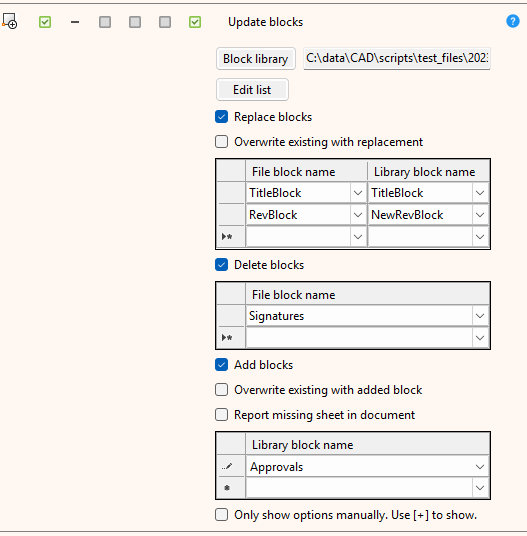 Update blocks
?
Block library C:\data\CAD\scripts\test_files\202
Edit list
Replace blocks
Overwrite existing with replacement
File block name Library block name
TitleBlock TitleBlock
RevBlock NewRevBlock
Delete blocks
File block name
Signatures
Add blocks
Overwrite existing with added block
Report missing sheet in document
Library block name
Approvals
Only show options manually. Use [+] to show.